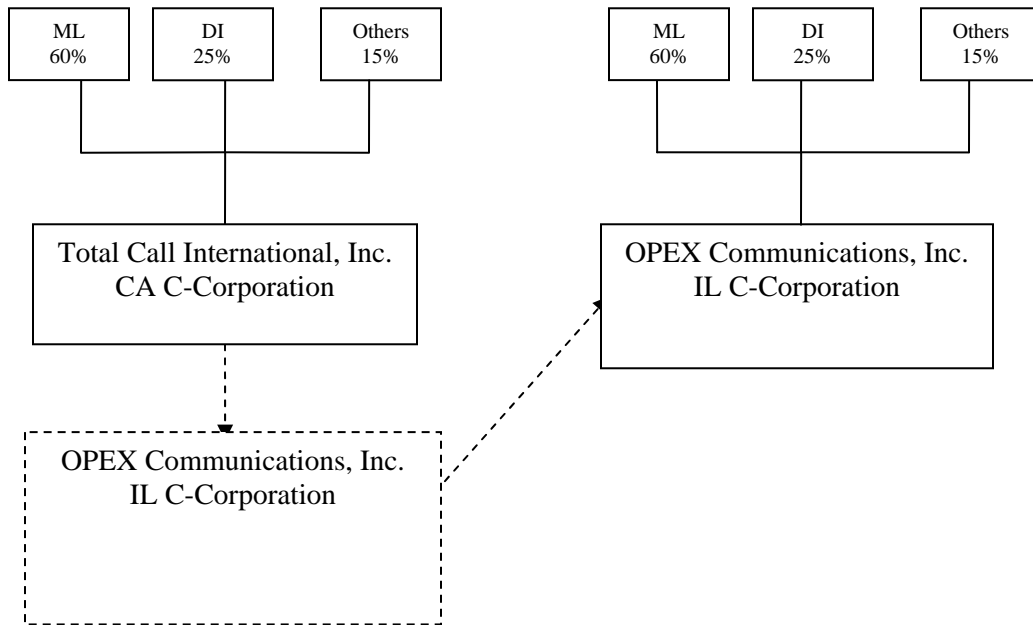 ML
60%
DI
25%
Others
15%
ML
60%
DI
25%
Others
15%
Total Call International, Inc.
CA C-Corporation
OPEX Communications, Inc.
IL C-Corporation
OPEX Communications, Inc.
IL C-Corporation